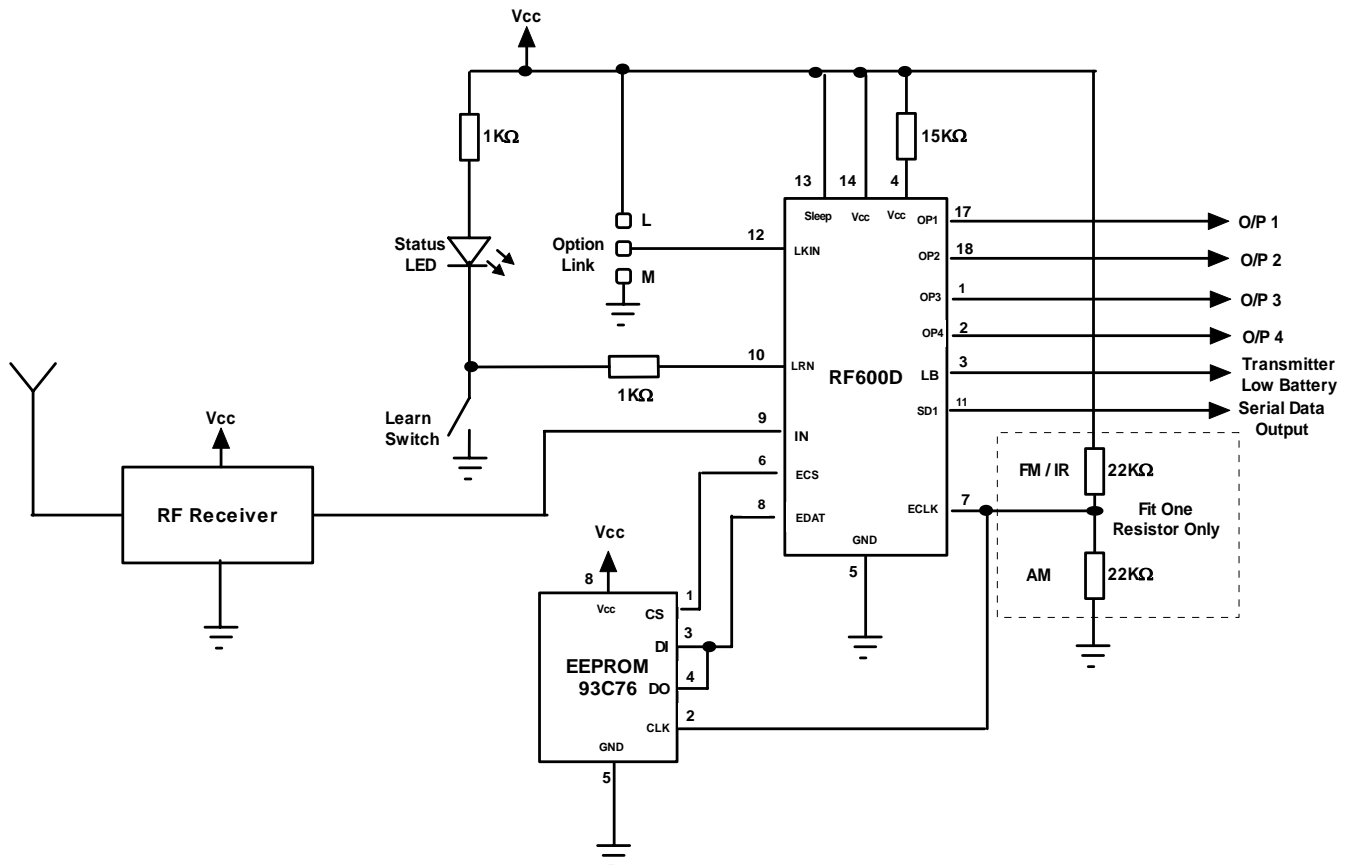 Vcc
1KΩ
15KΩ
13
14
4
L
Sleep
Vcc
Vcc
OP1
17
O/P 1
Status
LED
Option
Link
12
LKIN
OP2
18
O/P 2
M
OP3
1
O/P 3
OP4
2
O/P 4
10
LRN
RF600D
LB
3
Transmitter
Low Battery
1KΩ
SD1
11
Serial Data
Output
Learn
Switch
Vcc
9
IN
6
ECS
FM / IR
22KΩ
RF Receiver
8
EDAT
ECLK
7
Fit One
Resistor Only
GND
5
AM
22KΩ
Vcc
8
Vcc
1
CS
3
DI
EEPROM
93C76
4
DO
2
CLK
GND
5